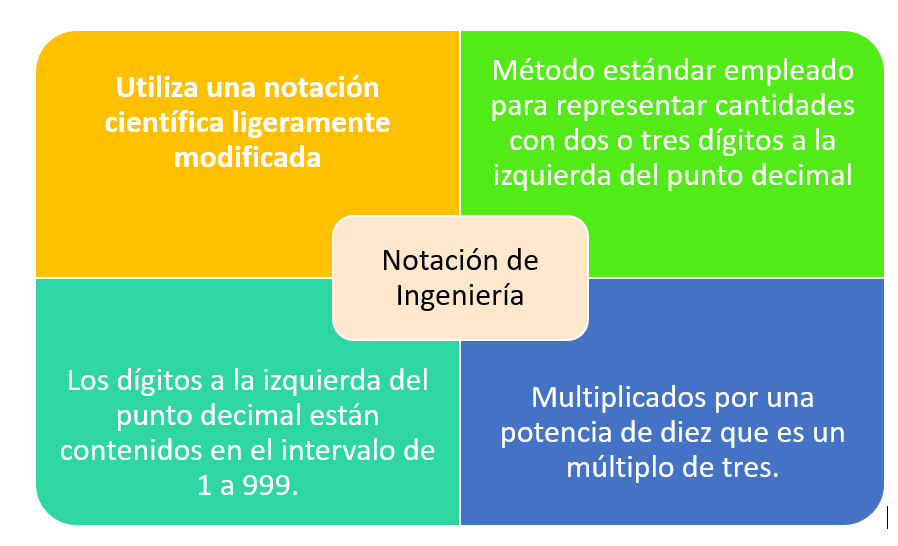 Utiliza una notación
científica ligeramente
modificada
Método estándar empleado
para representar cantidades
con dos o tres dígitos a la
izquierda del punto decimal
Notación de
Ingeniería
Los dígitos a la izquierda del
punto decimal están
contenidos en el intervalo de
1 a 999.
Multiplicados por una
potencia de diez que es un
múltiplo de tres.